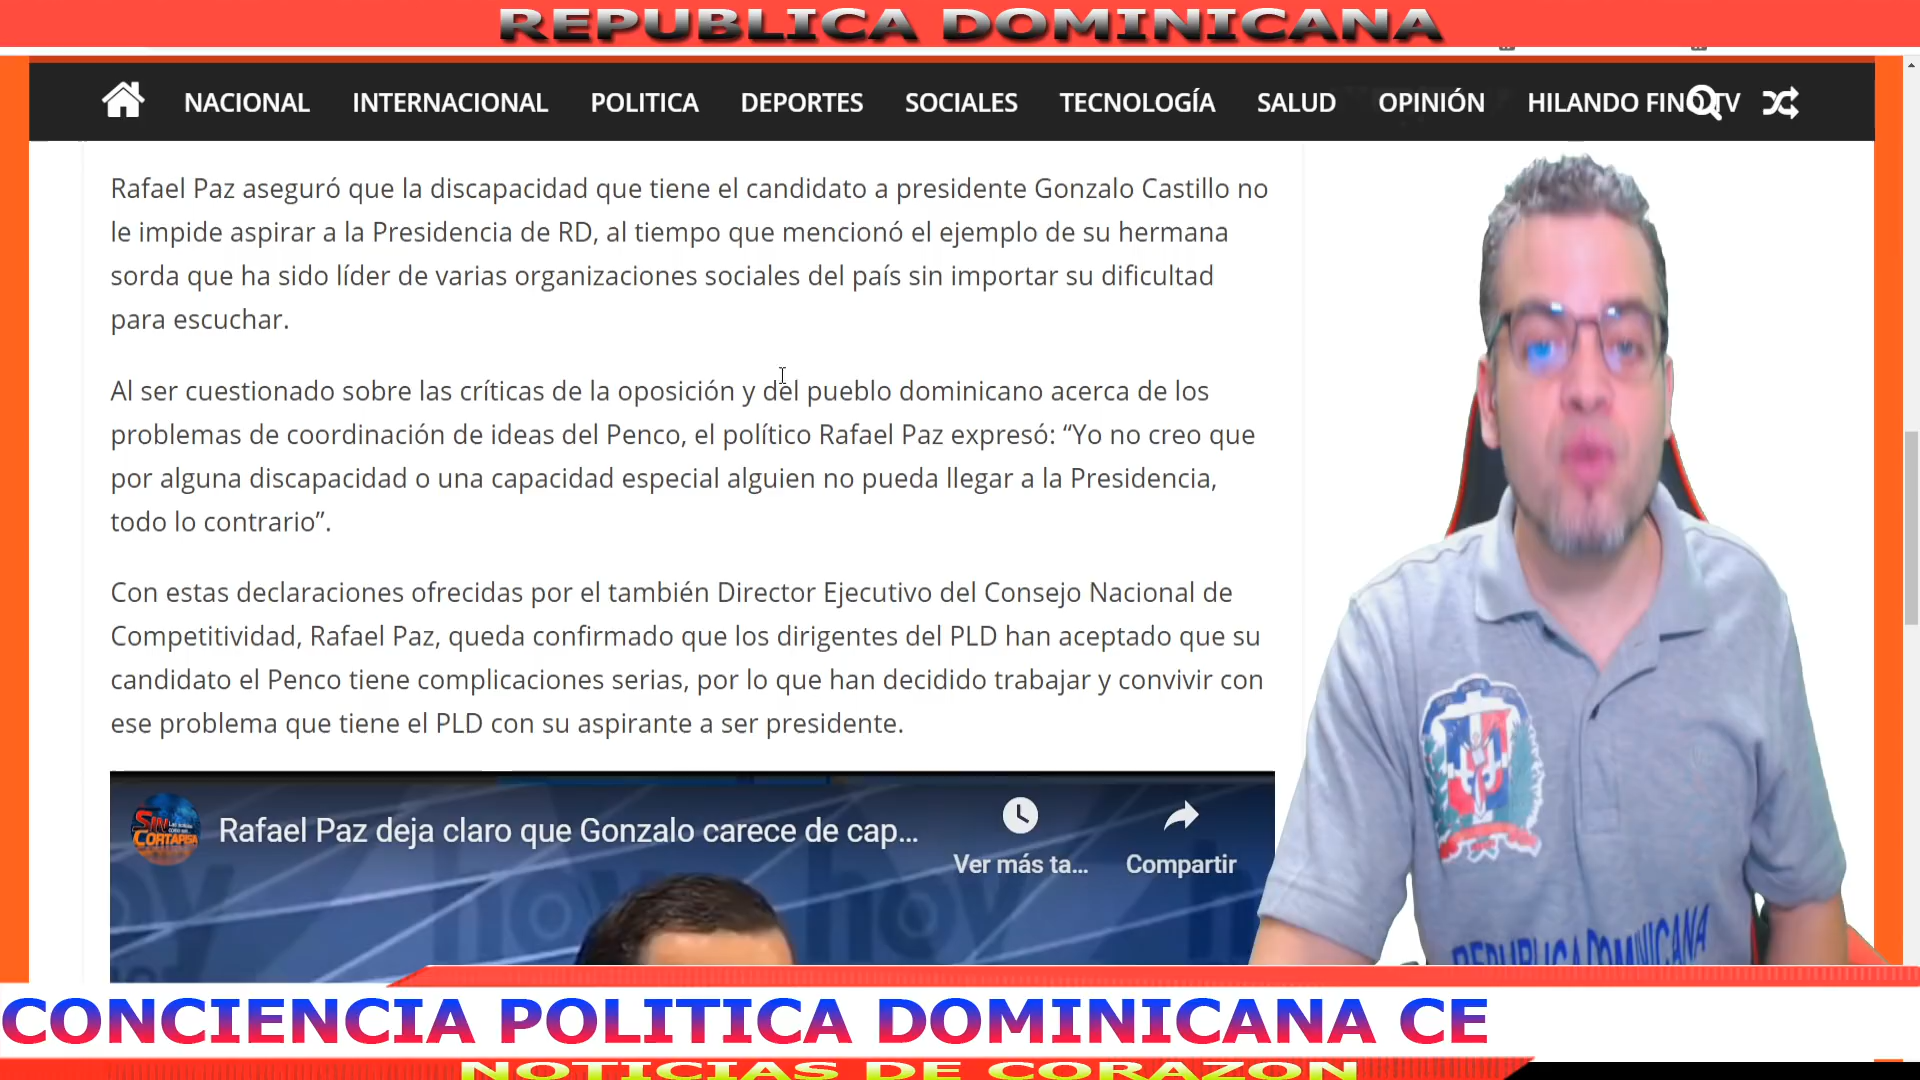 REPUBLICA DOMINICANA
NACIONAL INTERNACIONAL POLITICA DEPORTES SOCIALES TECNOLOGÍA SALUD OPINIÓN HILANDO FINO TV
Rafael Paz aseguró que la discapacidad que tiene el candidato a presidente Gonzalo Castillo no
le impide aspirar a la Presidencia de RD, al tiempo que mencionó el ejemplo de su hermana
sorda que ha sido líder de varias organizaciones sociales del país sin importar su dificultad
para escuchar.
Al ser cuestionado sobre las críticas de la oposición y del pueblo dominicano acerca de los
problemas de coordinación de ideas del Penco, el político Rafael Paz expresó: “Yo no creo que
por alguna discapacidad o una capacidad especial alguien no pueda llegar a la Presidencia,
todo lo contrario”.
Con estas declaraciones ofrecidas por el también Director Ejecutivo del Consejo Nacional de
Competitividad, Rafael Paz, queda confirmado que los dirigentes del PLD han aceptado que su
candidato el Penco tiene complicaciones serias, por lo que han decidido trabajar y convivir con
ese problema que tiene el PLD con su aspirante a ser presidente.
SIN
CORTAPISA
Rafael Paz deja claro que Gonzalo carece de cap...
Ver más ta...
Compartir
hoy hoy
REPUBLICA DOMINICANA
CONCIENCIA POLITICA DOMINICANA CE
NOTICIAS DE CORAZON